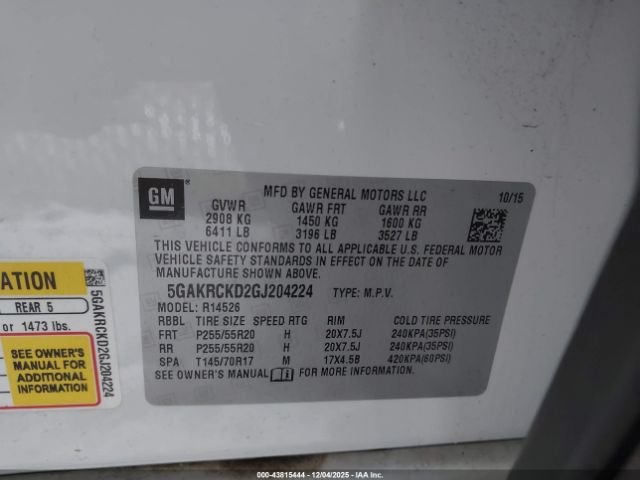 GM
MFD BY GENERAL MOTORS LLC 10/15
GVWR GAWR FRT GAWR RR
2908 KG 1450 KG 1600 KG
6411 LB 3196 LB 3527 LB
THIS VEHICLE CONFORMS TO ALL APPLICABLE U.S. FEDERAL MOTOR
VEHICLE SAFETY STANDARDS IN EFFECT ON THE DATE OF
MANUFACTURE SHOWN ABOVE.
5GAKRCKD2GJ204224 TYPE: M.P.V.
MODEL: R14526
RBBL TIRE SIZE SPEED RTG RIM COLD TIRE PRESSURE
FRT P255/55R20 H 20X7.5J 240KPA(35PSI)
RR P255/55R20 H 20X7.5J 240KPA(35PSI)
SPA T145/70R17 M 17X4.5B 420KPA(60PSI)
SEE OWNER'S MANUAL FOR MORE INFORMATION
ATION
REAR 5
or 1473 lbs.
SEE OWNER'S
MANUAL FOR
ADDITIONAL
INFORMATION
5GAKRCKD2GJ204224
000-43815444 - 12/04/2025 - © IAA, Inc.